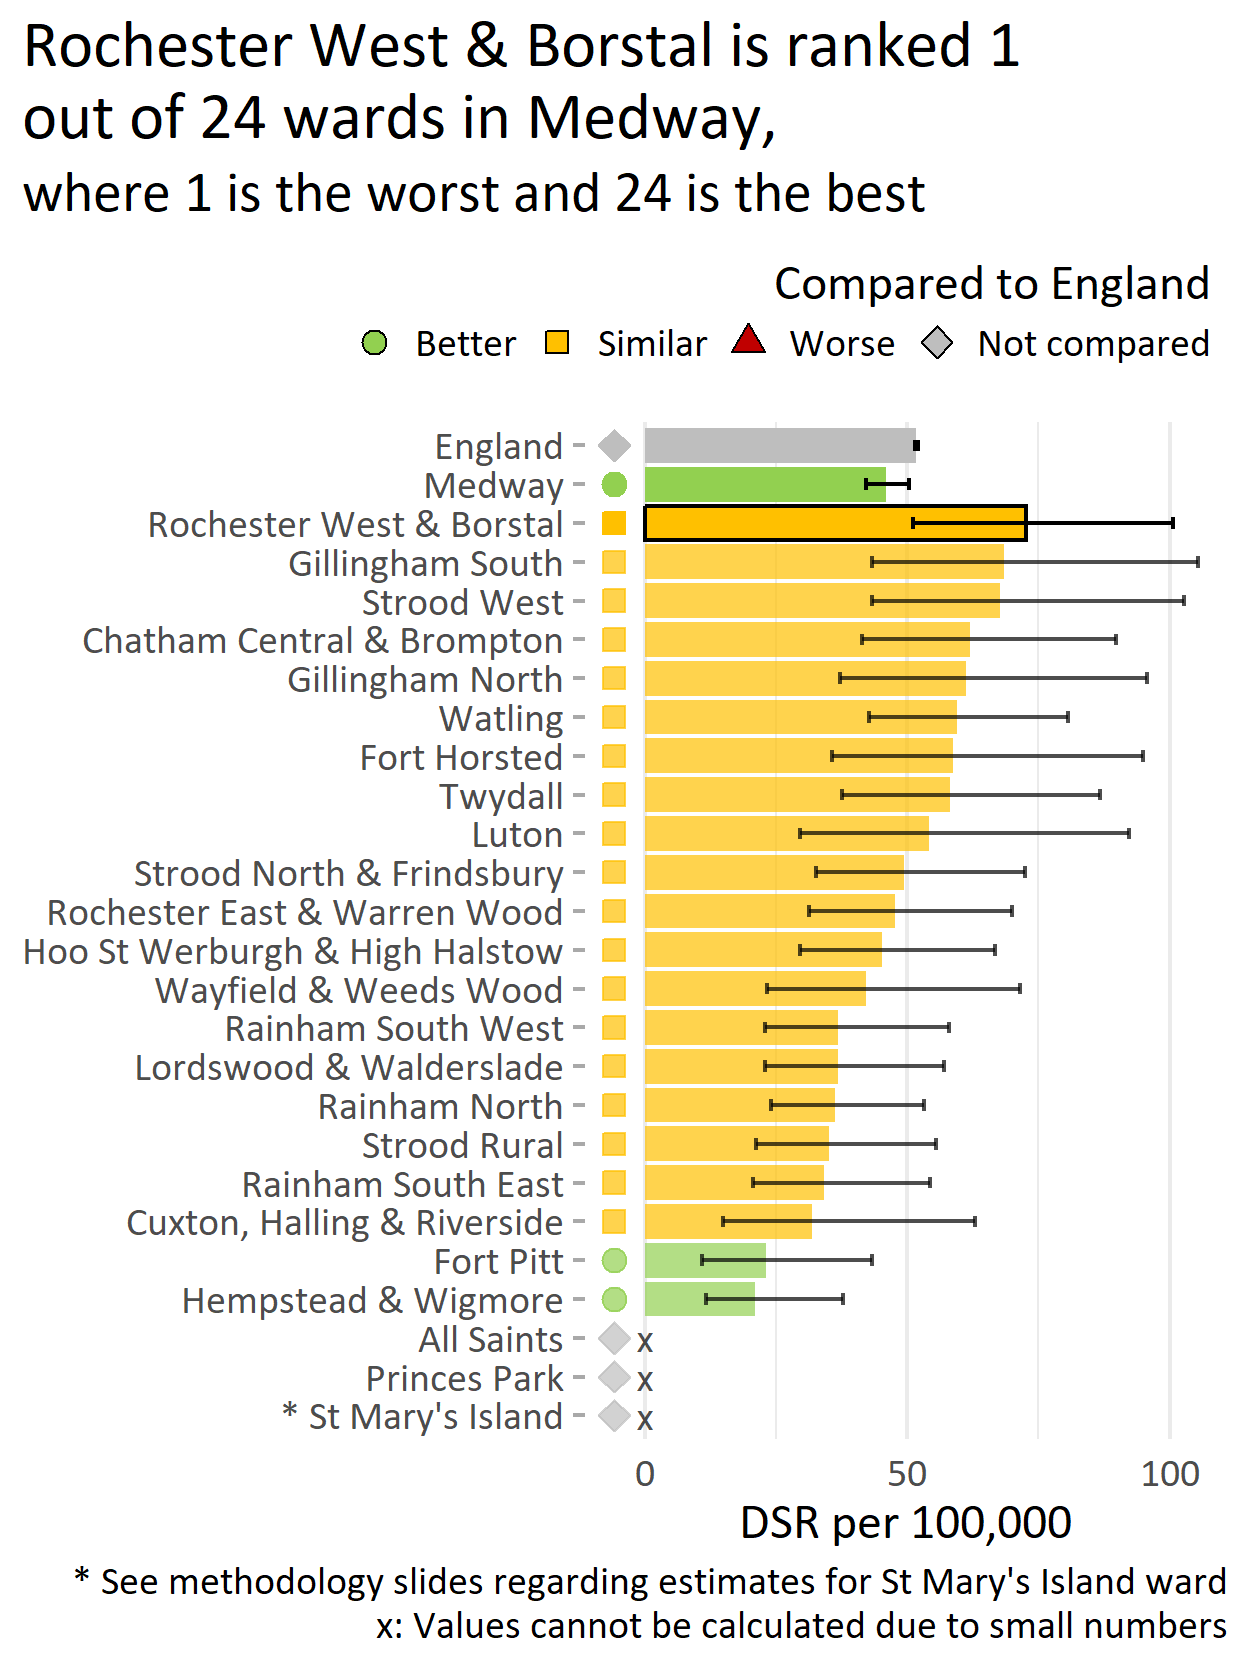 Rochester West & Borstal is ranked 1
out of 24 wards in Medway,
where 1 is the worst and 24 is the best
Compared to England
Better Similar Worse Not compared
England
Medway
Rochester West & Borstal
Gillingham South
Strood West
Chatham Central & Brompton
Gillingham North
Watling
Fort Horsted
Twydall
Luton
Strood North & Frindsbury
Rochester East & Warren Wood
Hoo St Werburgh & High Halstow
Wayfield & Weeds Wood
Rainham South West
Lordswood & Walderslade
Rainham North
Strood Rural
Rainham South East
Cuxton, Halling & Riverside
Fort Pitt
Hempstead & Wigmore
All Saints x
Princes Park x
* St Mary's Island x
0 50 100
DSR per 100,000
* See methodology slides regarding estimates for St Mary's Island ward
x: Values cannot be calculated due to small numbers